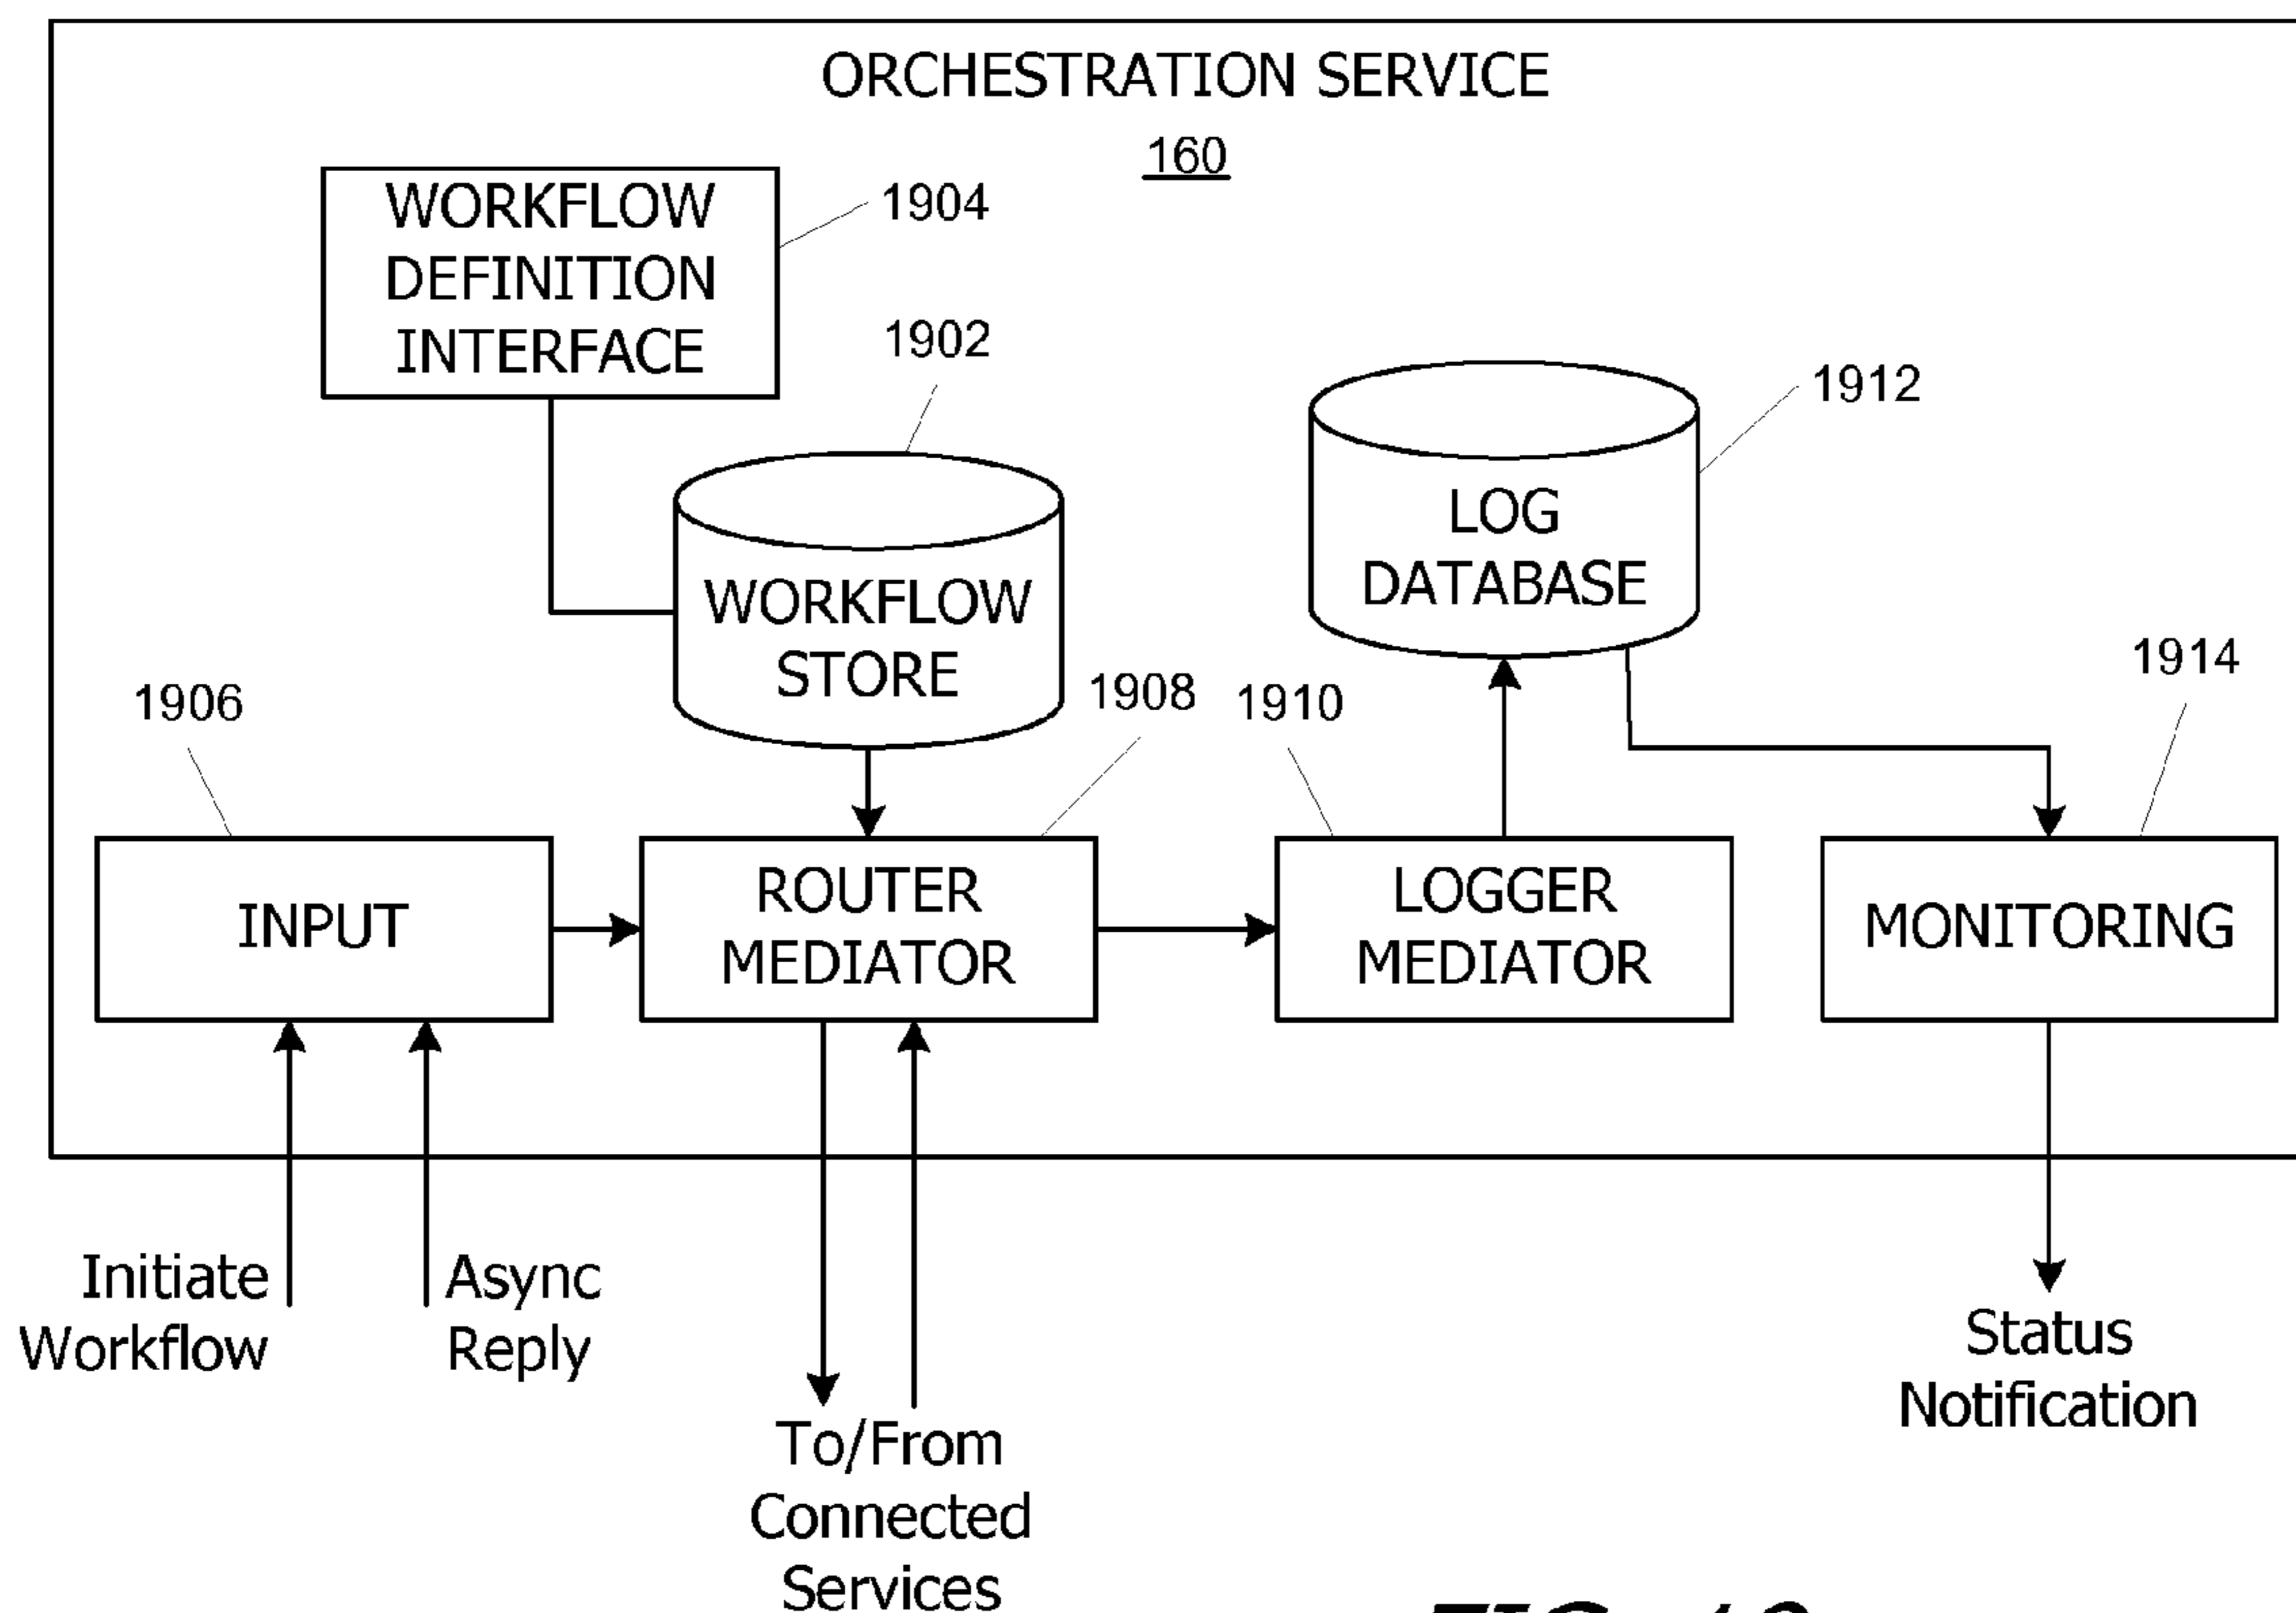 ORCHESTRATION SERVICE
160
WORKFLOW
DEFINITION
INTERFACE
1904
1902
WORKFLOW
STORE
1912
LOG
DATABASE
1906
1908
1910
1914
INPUT
ROUTER
MEDIATOR
LOGGER
MEDIATOR
MONITORING
Initiate
Workflow
Async
Reply
To/From
Connected
Services
Status
Notification